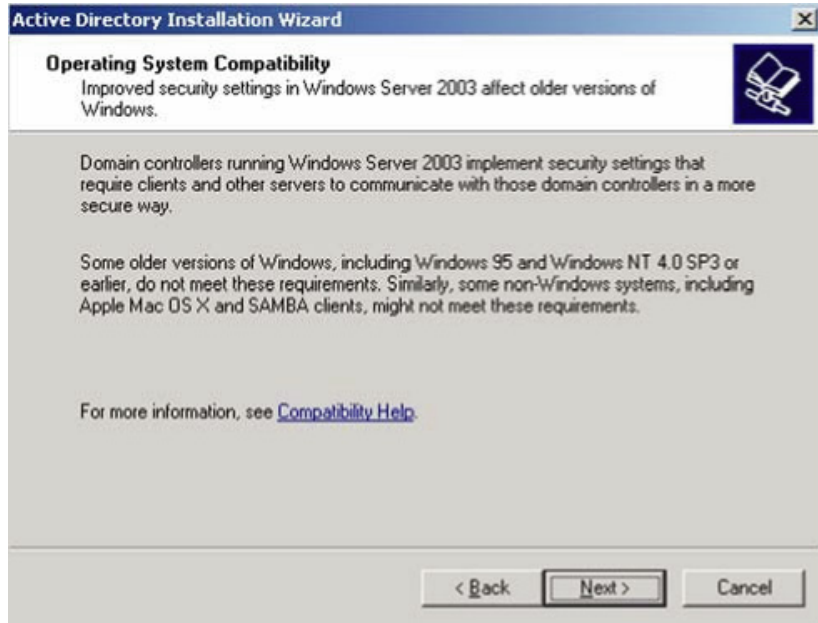 Active Directory Installation Wizard
Operating System Compatibility
Improved security settings in Windows Server 2003 affect older versions of
Windows.
Domain controllers running Windows Server 2003 implement security settings that
require clients and other servers to communicate with those domain controllers in a more
secure way.
Some older versions of Windows, including Windows 95 and Windows NT 4.0 SP3 or
earlier, do not meet these requirements. Similarly, some non-Windows systems, including
Apple Mac OS X and SAMBA clients, might not meet these requirements.
For more information, see Compatibility Help.
< Back Next > Cancel